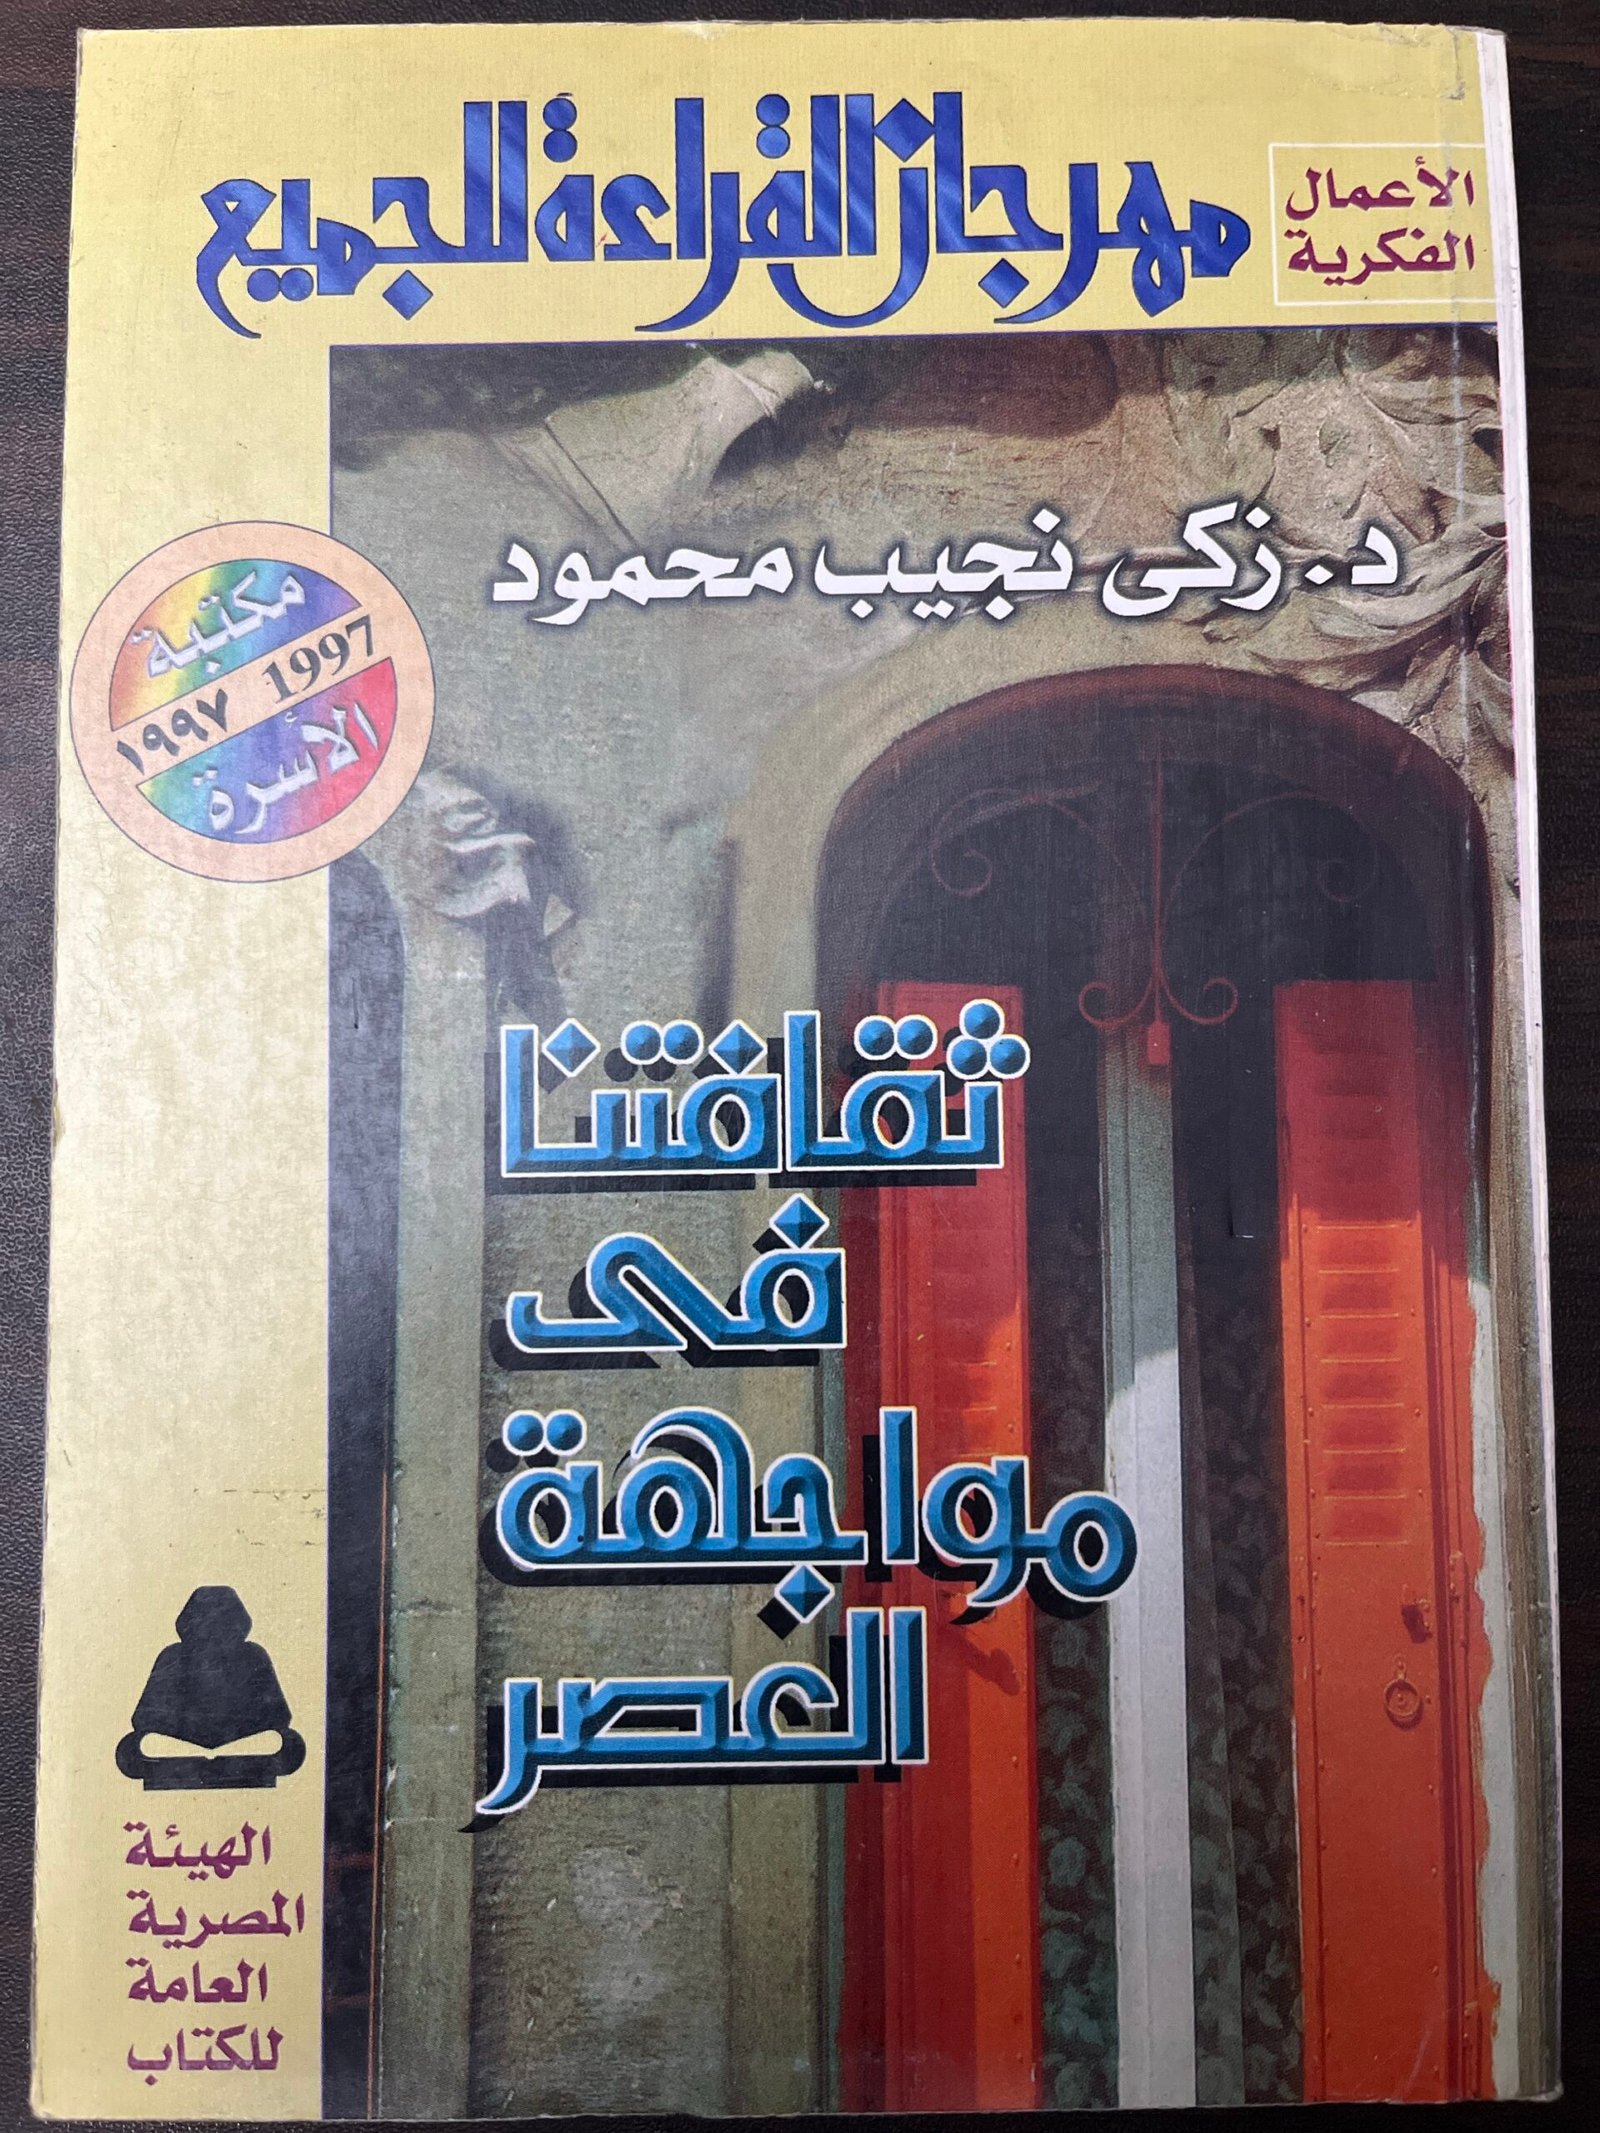 مهرجان القراءة للجميع
الأعمال
الفكرية
د. زكى نجيب محمود
مكتبة
١٩٩٧ 1997
الأسرة
ثقافتنا
فى
مواجهة
العصر
الهيئة
المصرية
العامة
للكتاب